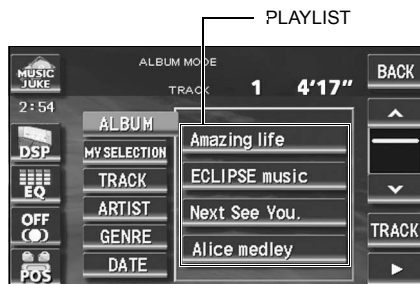 PLAYLIST
MUSIC
JUKE
ALBUM MODE
TRACK 1 4'17"
BACK
2:54
DSP
EQ
OFF
POS
ALBUM
MY SELECTION
TRACK
ARTIST
GENRE
DATE
Amazing life
ECLIPSE music
Next See You.
Alice medley
TRACK